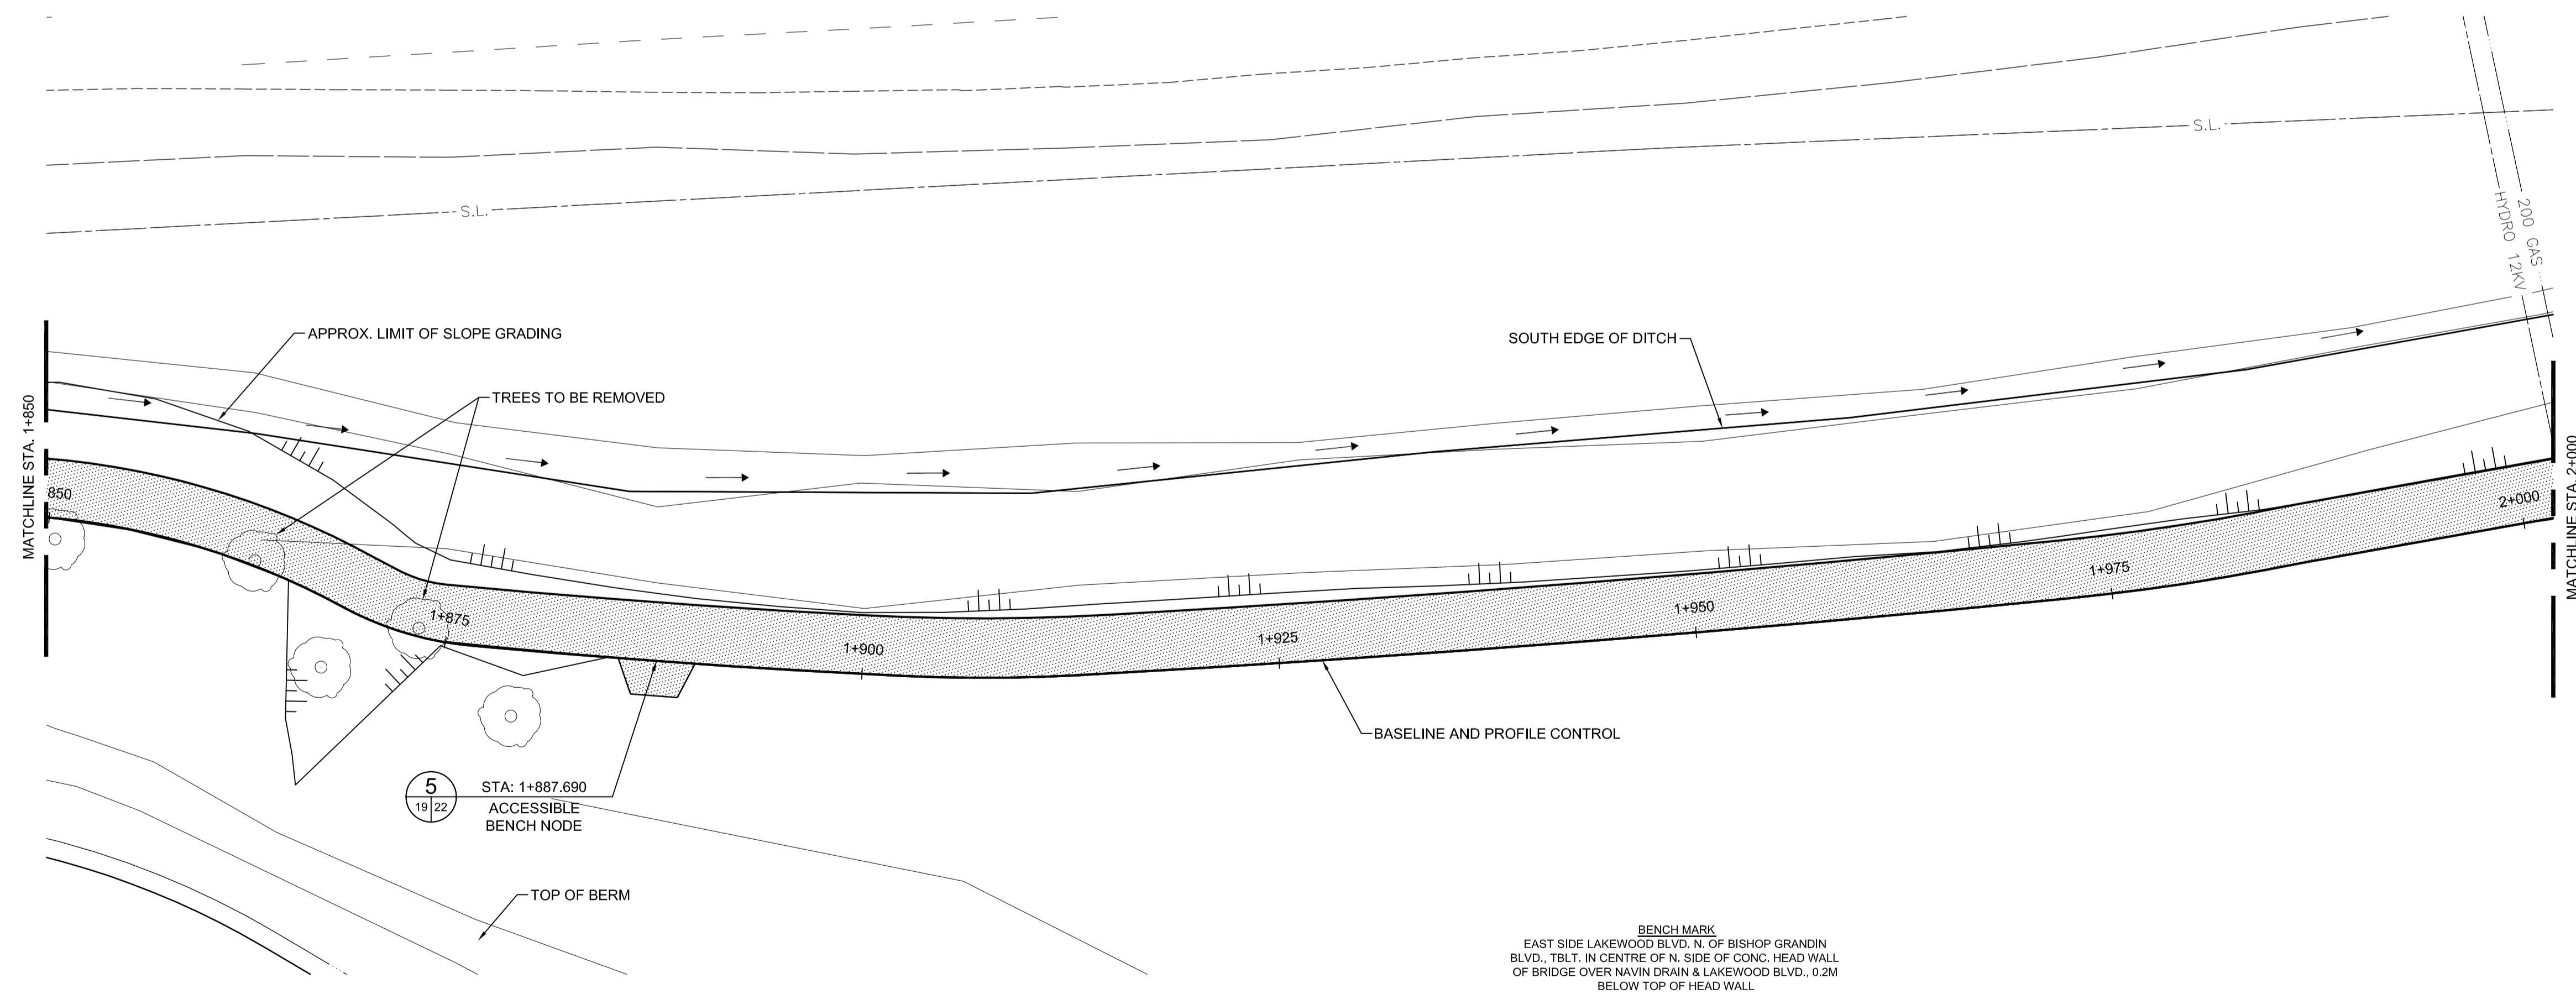 S.L.
S.L.
200 GAS
HYDRO 12KV
APPROX. LIMIT OF SLOPE GRADING
SOUTH EDGE OF DITCH
TREES TO BE REMOVED
MATCHLINE STA. 1+850
MATCHLINE STA. 2+000
850
1+875
1+900
1+925
1+950
1+975
2+000
BASELINE AND PROFILE CONTROL
5
19 22
STA: 1+887.690
ACCESSIBLE
BENCH NODE
TOP OF BERM
BENCH MARK
EAST SIDE LAKEWOOD BLVD. N. OF BISHOP GRANDIN
BLVD., TBLT. IN CENTRE OF N. SIDE OF CONC. HEAD WALL
OF BRIDGE OVER NAVIN DRAIN & LAKEWOOD BLVD., 0.2M
BELOW TOP OF HEAD WALL